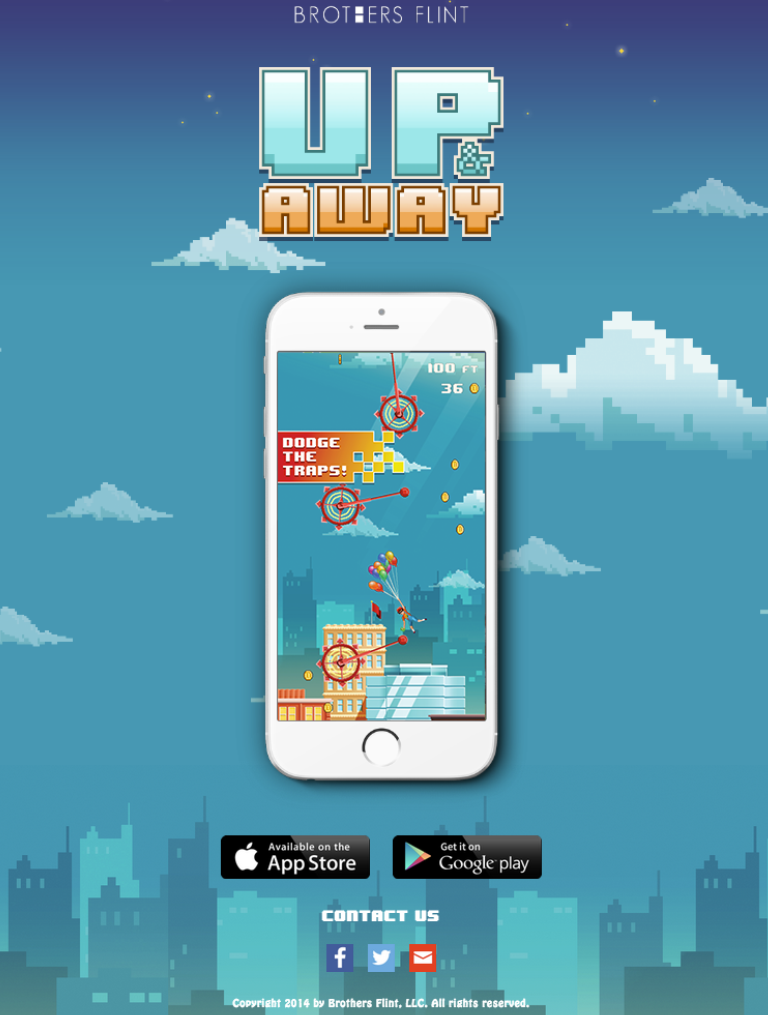 BROTHERS FLINT
UP
&
AWAY
100 FT
36
DODGE
THE
TRAPS!
Available on the
App Store
Get it on
Google play
CONTACT US
Copyright 2014 by Brothers Flint, LLC. All rights reserved.